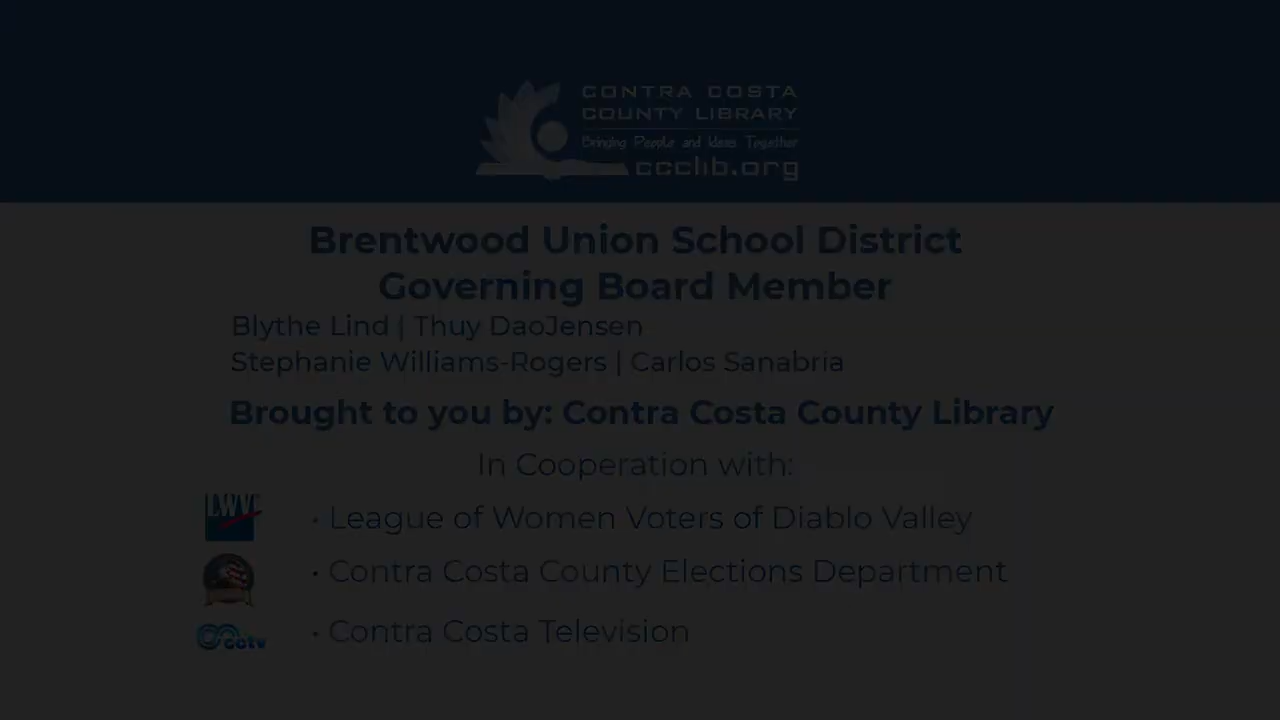 CONTRA COSTA
COUNTY LIBRARY
Bringing People and Ideas Together
ccclib.org
Brentwood Union School District
Governing Board Member
Blythe Lind | Thuy DaoJensen
Stephanie Williams-Rogers | Carlos Sanabria
Brought to you by: Contra Costa County Library
In Cooperation with:
LWV
• League of Women Voters of Diablo Valley
• Contra Costa County Elections Department
cctv
• Contra Costa Television